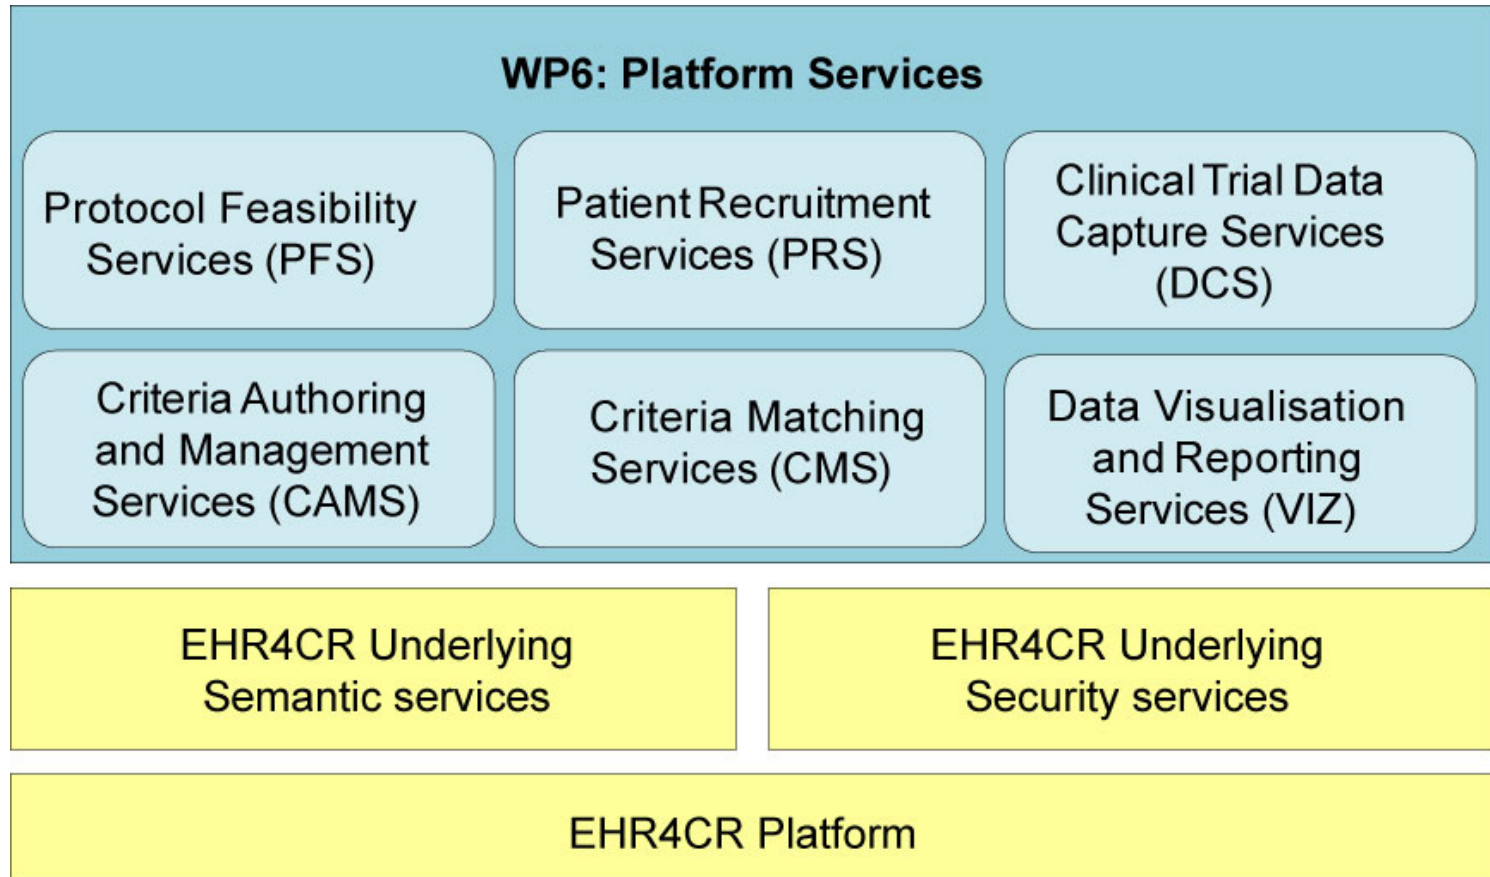 WP6: Platform Services
Protocol Feasibility
Services (PFS)
Patient Recruitment
Services (PRS)
Clinical Trial Data
Capture Services
(DCS)
Criteria Authoring
and Management
Services (CAMS)
Criteria Matching
Services (CMS)
Data Visualisation
and Reporting
Services (VIZ)
EHR4CR Underlying
Semantic services
EHR4CR Underlying
Security services
EHR4CR Platform